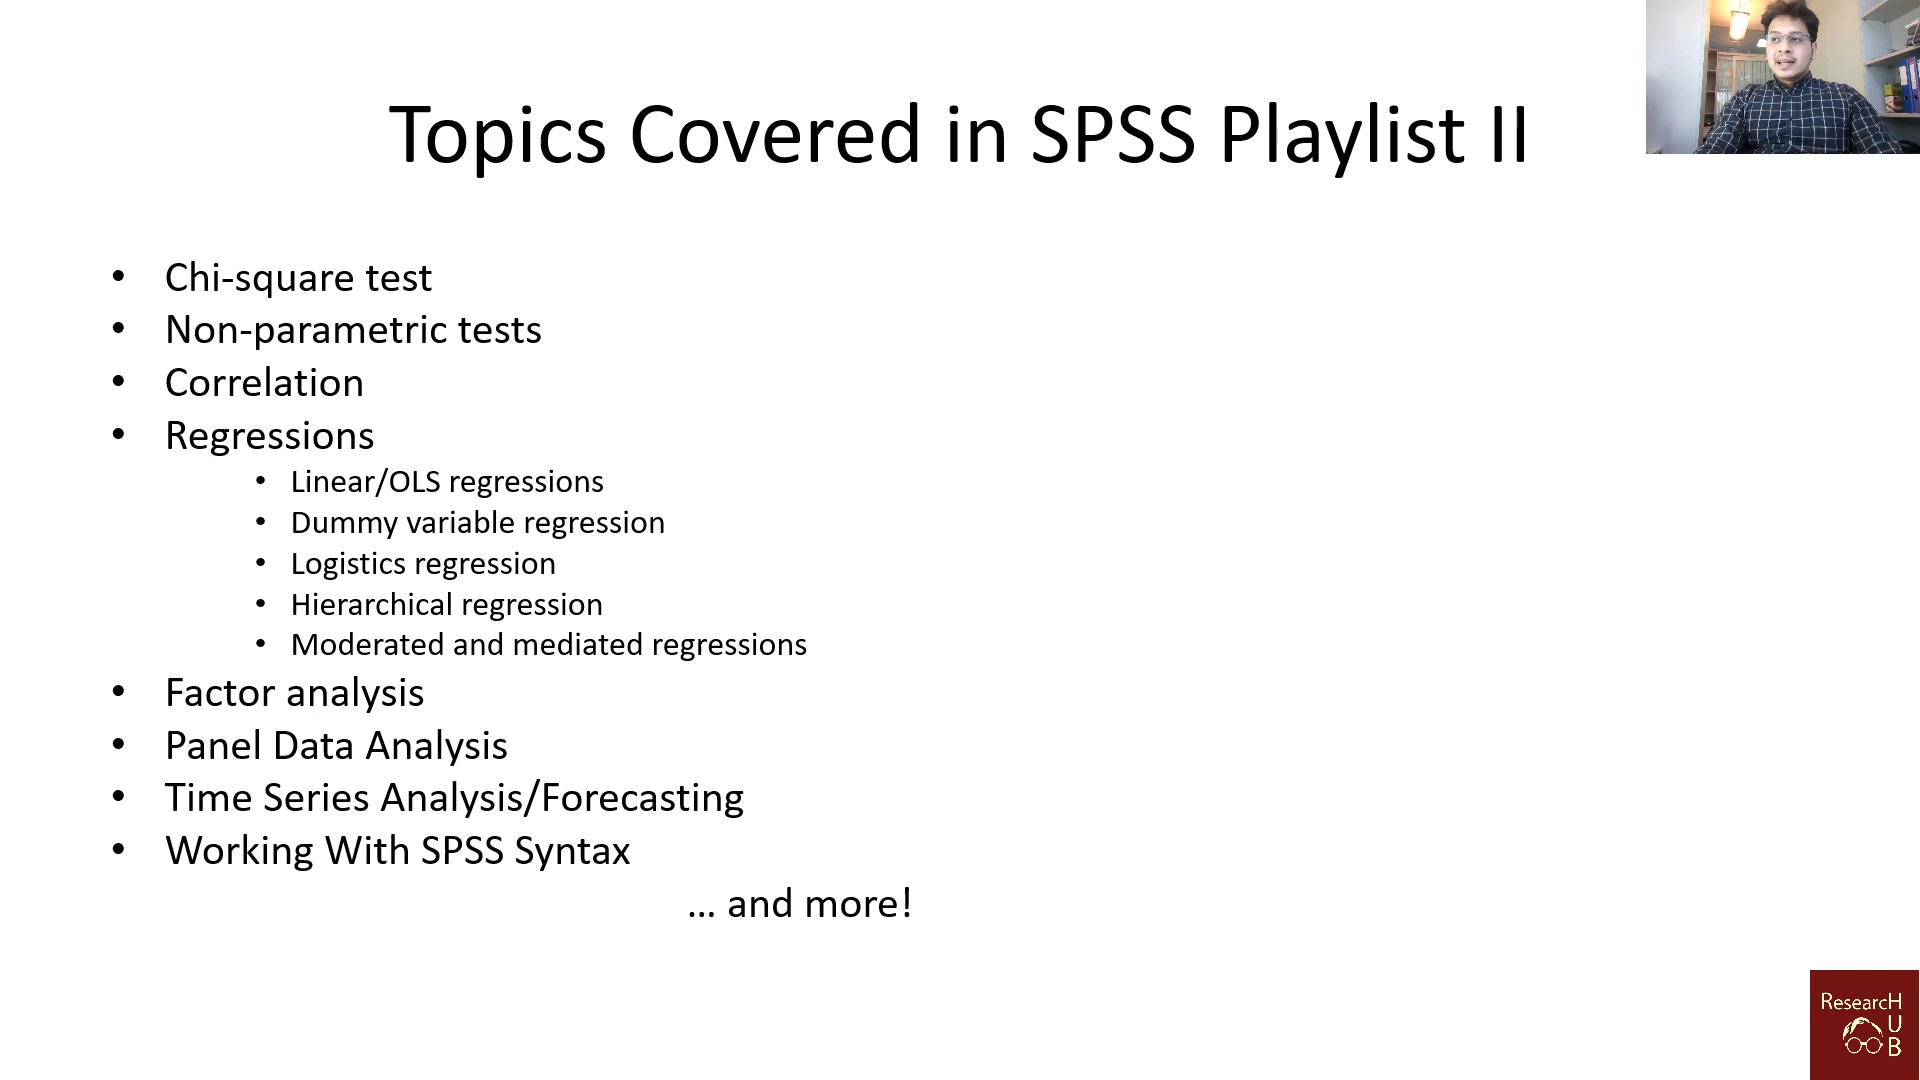 Topics Covered in SPSS Playlist II
• Chi-square test
• Non-parametric tests
• Correlation
• Regressions
• Linear/OLS regressions
• Dummy variable regression
• Logistics regression
• Hierarchical regression
• Moderated and mediated regressions
• Factor analysis
• Panel Data Analysis
• Time Series Analysis/Forecasting
• Working With SPSS Syntax
... and more!
ResearcH
U
B